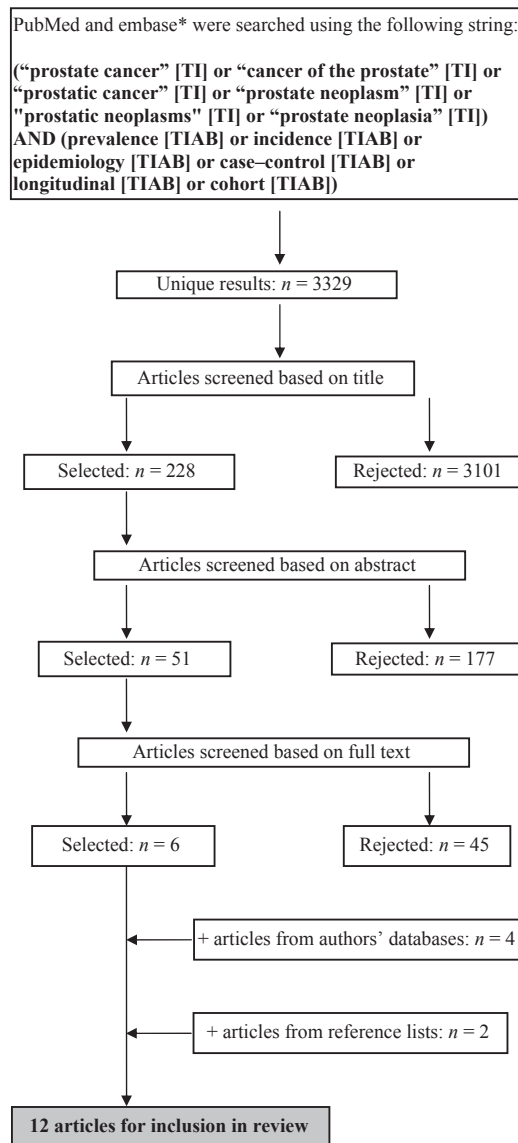 PubMed and embase* were searched using the following string:
(“prostate cancer” [TI] or “cancer of the prostate” [TI] or
“prostatic cancer” [TI] or “prostate neoplasm” [TI] or
"prostatic neoplasms" [TI] or “prostate neoplasia” [TI])
AND (prevalence [TIAB] or incidence [TIAB] or
epidemiology [TIAB] or case–control [TIAB] or
longitudinal [TIAB] or cohort [TIAB])
Unique results: n = 3329
Articles screened based on title
Selected: n = 228
Rejected: n = 3101
Articles screened based on abstract
Selected: n = 51
Rejected: n = 177
Articles screened based on full text
Selected: n = 6
Rejected: n = 45
+ articles from authors’ databases: n = 4
+ articles from reference lists: n = 2
12 articles for inclusion in review